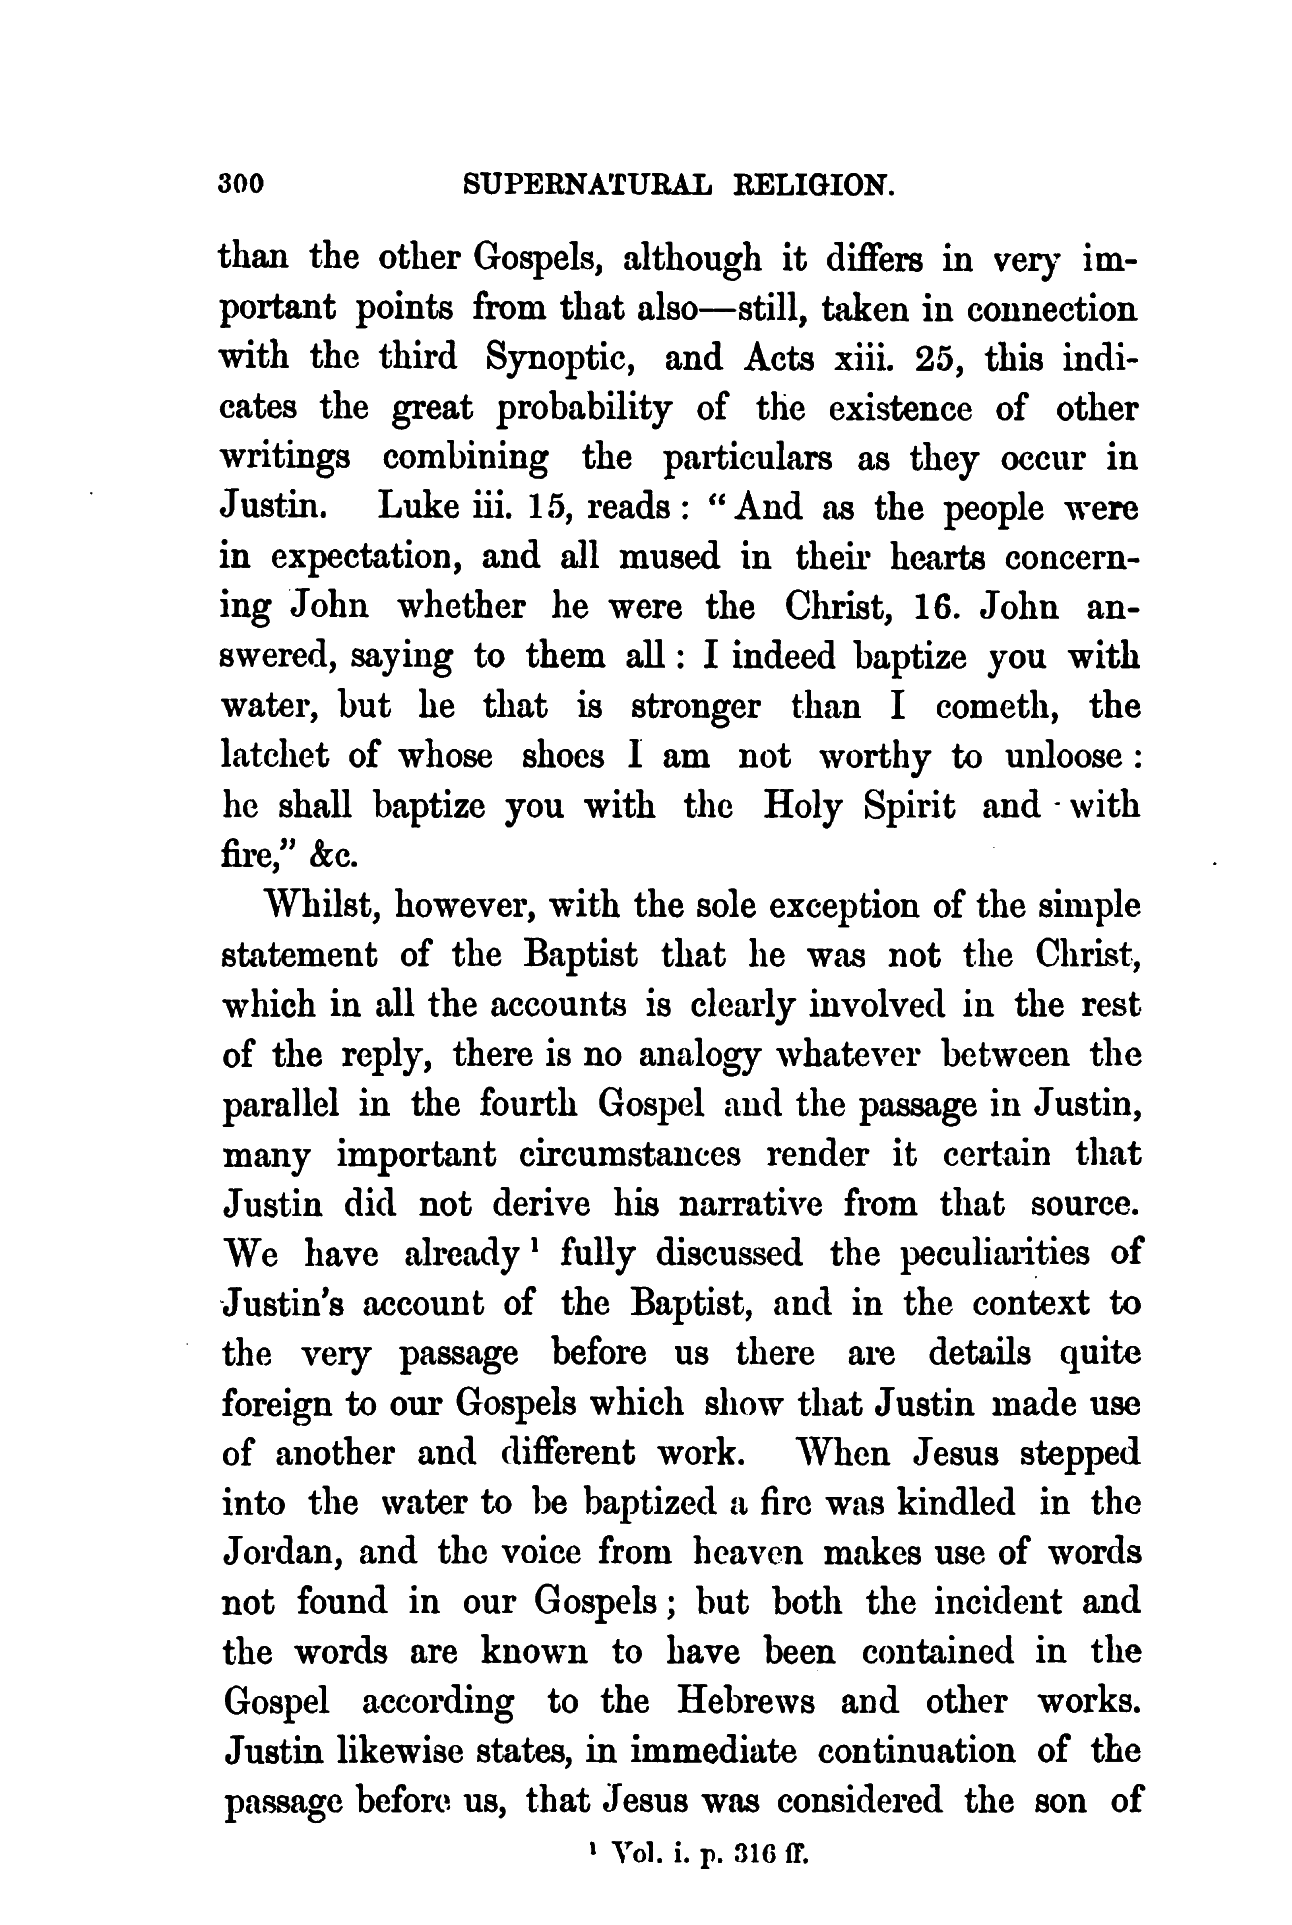 300 SUPERNATURAL RELIGION.
than the other Gospels, although it differs in very im-
portant points from that also—still, taken in connection
with the third Synoptic, and Acts xiii. 25, this indi-
cates the great probability of the existence of other
writings combining the particulars as they occur in
Justin. Luke iii. 15, reads : “And as the people were
in expectation, and all mused in their hearts concern-
ing John whether he were the Christ, 16. John an-
swered, saying to them all : I indeed baptize you with
water, but he that is stronger than I cometh, the
latchet of whose shoes I am not worthy to unloose :
he shall baptize you with the Holy Spirit and with
fire,” &c.
Whilst, however, with the sole exception of the simple
statement of the Baptist that he was not the Christ,
which in all the accounts is clearly involved in the rest
of the reply, there is no analogy whatever between the
parallel in the fourth Gospel and the passage in Justin,
many important circumstances render it certain that
Justin did not derive his narrative from that source.
We have already ¹ fully discussed the peculiarities of
Justin’s account of the Baptist, and in the context to
the very passage before us there are details quite
foreign to our Gospels which show that Justin made use
of another and different work. When Jesus stepped
into the water to be baptized a fire was kindled in the
Jordan, and the voice from heaven makes use of words
not found in our Gospels ; but both the incident and
the words are known to have been contained in the
Gospel according to the Hebrews and other works.
Justin likewise states, in immediate continuation of the
passage before us, that Jesus was considered the son of
¹ Vol. i. p. 316 ff.